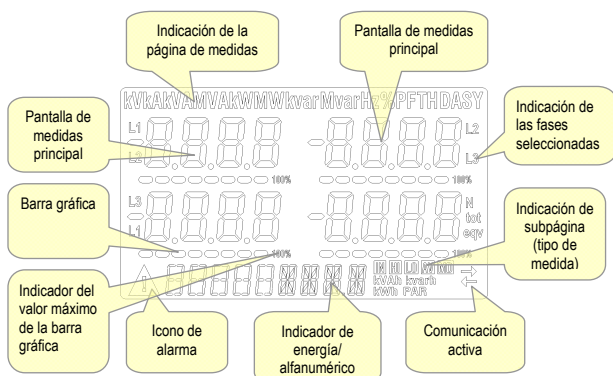 Indicación de la
página de medidas
Pantalla de medidas
principal
kVkAkVAMVAkWMWkvarMvarHz%PFTHDASY
Pantalla de
medidas
principal
L1
L2
L2
L3
Indicación de
las fases
seleccionadas
100%
100%
Barra gráfica
L3
L1
N
tot
eqv
Indicación de
subpágina
(tipo de
medida)
100%
100%
Indicador del
valor máximo
de la barra
gráfica
IN HI LO
kVAh kvarh
kWh PAR
Icono de
alarma
Indicador de
energía/
alfanumérico
Comunicación
activa